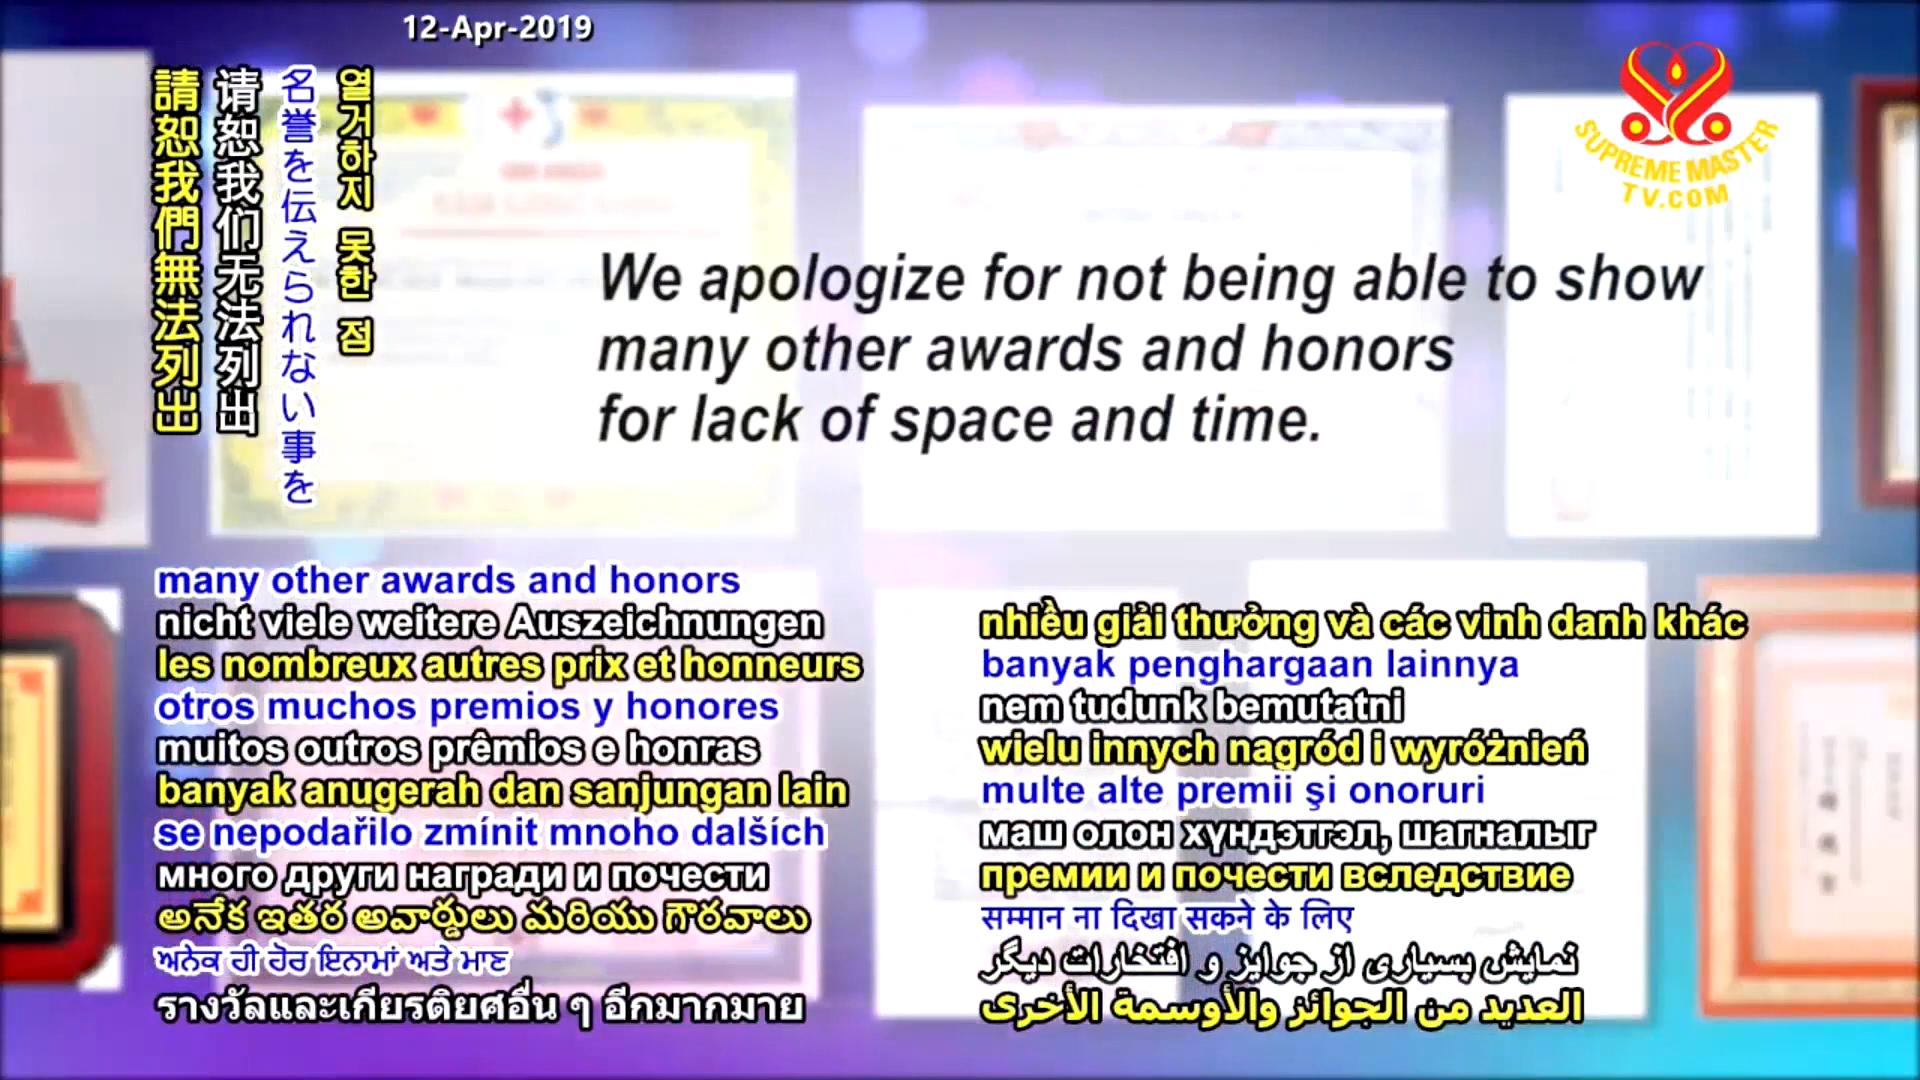 12-Apr-2019
請恕我們無法列出
请恕我们无法列出
名誉を伝えられない事を
열거하지 못한 점
SUPREME MASTER
TV.COM
We apologize for not being able to show
many other awards and honors
for lack of space and time.
many other awards and honors
nicht viele weitere Auszeichnungen
les nombreux autres prix et honneurs
otros muchos premios y honores
muitos outros prêmios e honras
banyak anugerah dan sanjungan lain
se nepodařilo zmínit mnoho dalších
много други награди и почести
అనేక ఇతర అవార్డులు మరియు గౌరవాలు
ਅਨੇਕ ਹੀ ਹੋਰ ਇਨਾਮਾਂ ਅਤੇ ਮਾਣ
รางวัลและเกียรติยศอื่น ๆ อีกมากมาย
nhiều giải thưởng và các vinh danh khác
banyak penghargaan lainnya
nem tudunk bemutatni
wielu innych nagród i wyróżnień
multe alte premii şi onoruri
маш олон хүндэтгэл, шагналыг
премии и почести вследствие
सम्मान ना दिखा सकने के लिए
نمایش بسیاری از جوایز و افتخارات دیگر
العديد من الجوائز والأوسمة الأخرى